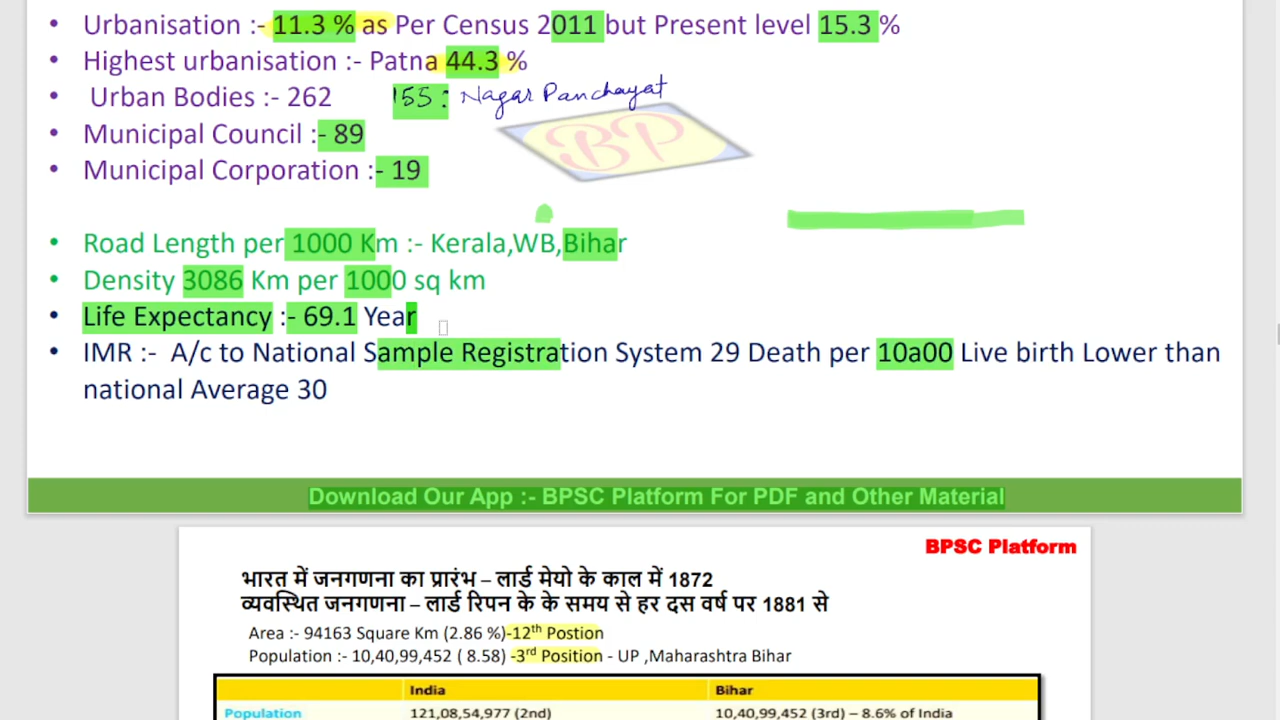 • Urbanisation :- 11.3 % as Per Census 2011 but Present level 15.3 %
• Highest urbanisation :- Patna 44.3 %
• Urban Bodies :- 262 155 : Nagar Panchayat
• Municipal Council :- 89
• Municipal Corporation :- 19
BP
• Road Length per 1000 Km :- Kerala,WB,Bihar
• Density 3086 Km per 1000 sq km
• Life Expectancy :- 69.1 Year
• IMR :- A/c to National Sample Registration System 29 Death per 10a00 Live birth Lower than
national Average 30
Download Our App :- BPSC Platform For PDF and Other Material
BPSC Platform
भारत में जनगणना का प्रारंभ – लार्ड मेयो के काल में 1872
व्यवस्थित जनगणना – लार्ड रिपन के के समय से हर दस वर्ष पर 1881 से
Area :- 94163 Square Km (2.86 %)-12th Postion
Population :- 10,40,99,452 ( 8.58) -3rd Position - UP ,Maharashtra Bihar
India Bihar
Population 121,08,54,977 (2nd) 10,40,99,452 (3rd) – 8.6% of India